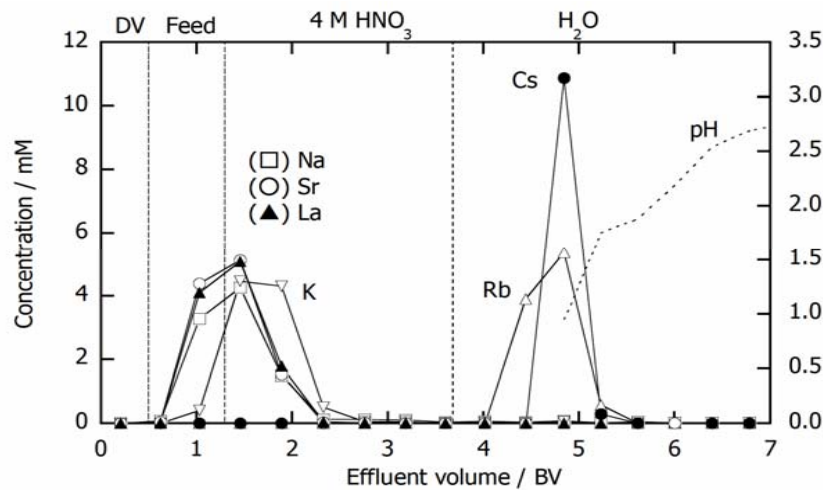 DV Feed 4 M HNO₃ H₂O
12 3.5
10 3.0
8 2.5
6 2.0
4 1.5
2 1.0
0 0.5
0.0
Cs
pH
(□) Na
(○) Sr
(▲) La
K
Rb
Concentration / mM
0 1 2 3 4 5 6 7
Effluent volume / BV